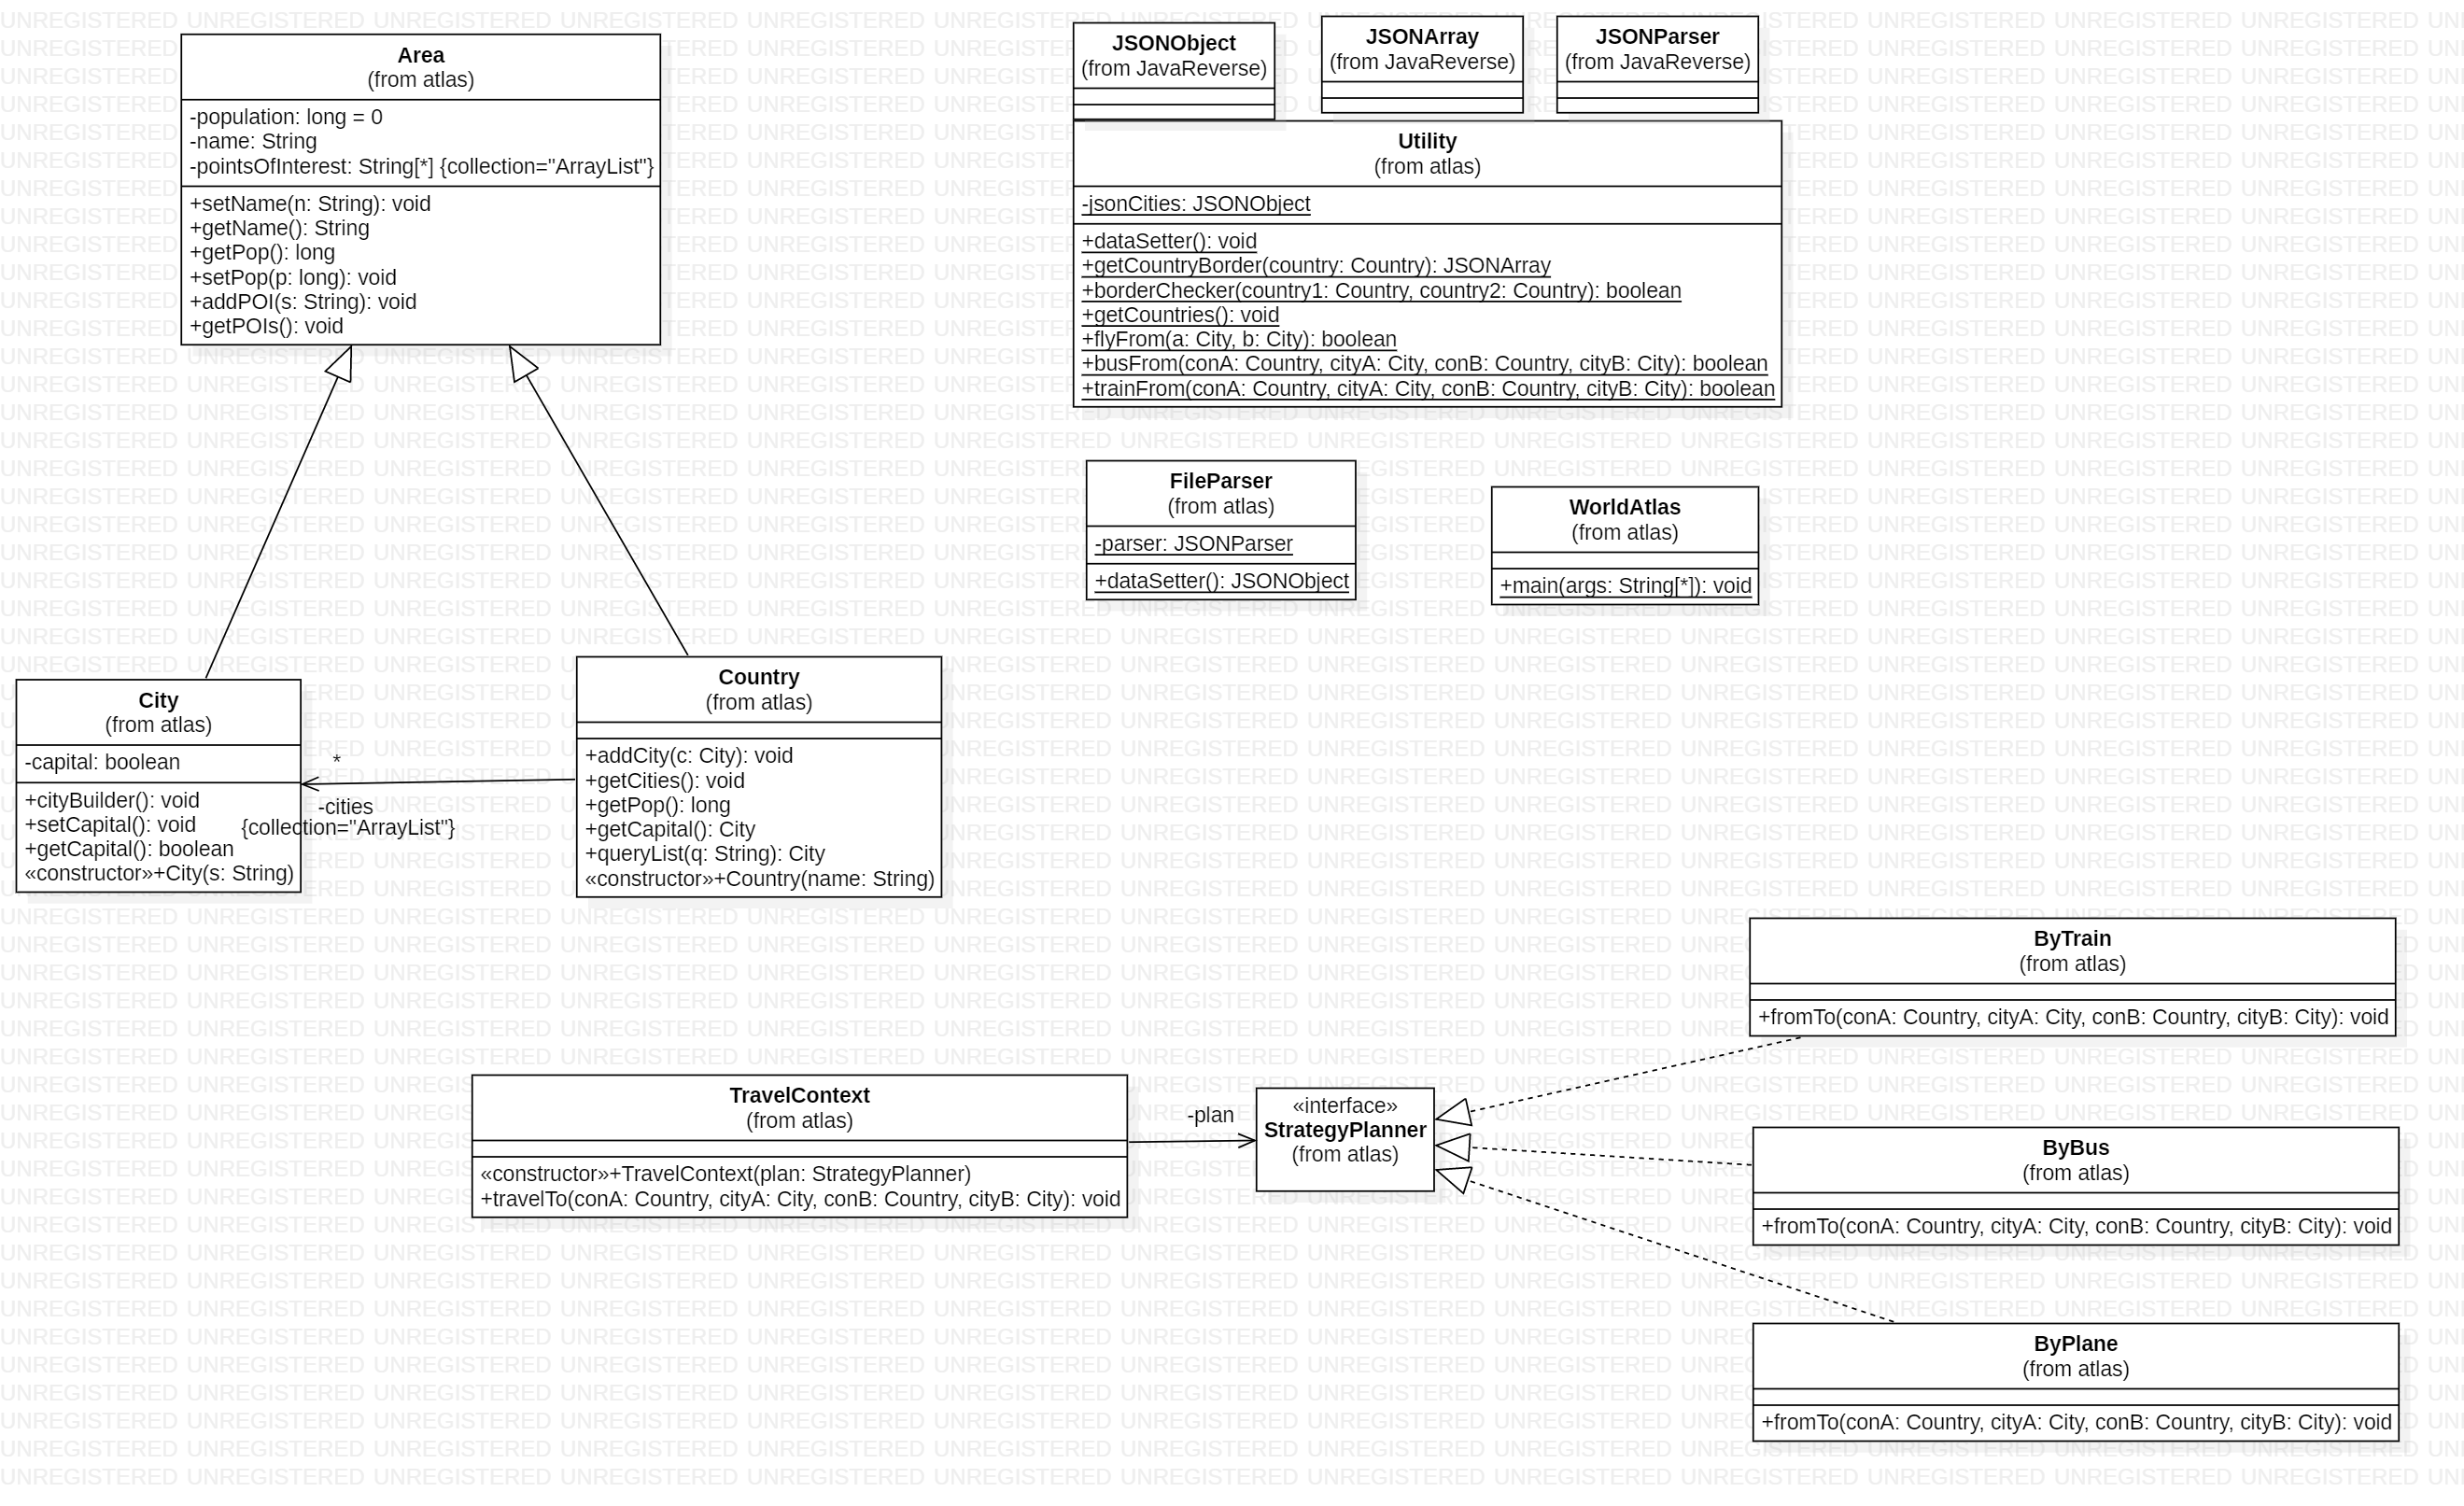 Area
(from atlas)
-population: long = 0
-name: String
-pointsOfInterest: String[*] {collection="ArrayList"}
+setName(n: String): void
+getName(): String
+getPop(): long
+setPop(p: long): void
+addPOI(s: String): void
+getPOIs(): void
JSONObject
(from JavaReverse)
JSONArray
(from JavaReverse)
JSONParser
(from JavaReverse)
Utility
(from atlas)
-jsonCities: JSONObject
+dataSetter(): void
+getCountryBorder(country: Country): JSONArray
+borderChecker(country1: Country, country2: Country): boolean
+getCountries(): void
+flyFrom(a: City, b: City): boolean
+busFrom(conA: Country, cityA: City, conB: Country, cityB: City): boolean
+trainFrom(conA: Country, cityA: City, conB: Country, cityB: City): boolean
FileParser
(from atlas)
-parser: JSONParser
+dataSetter(): JSONObject
WorldAtlas
(from atlas)
+main(args: String[*]): void
City
(from atlas)
-capital: boolean
+cityBuilder(): void
+setCapital(): void
+getCapital(): boolean
«constructor»+City(s: String)
*
-cities
{collection="ArrayList"}
Country
(from atlas)
+addCity(c: City): void
+getCities(): void
+getPop(): long
+getCapital(): City
+queryList(q: String): City
«constructor»+Country(name: String)
TravelContext
(from atlas)
«constructor»+TravelContext(plan: StrategyPlanner)
+travelTo(conA: Country, cityA: City, conB: Country, cityB: City): void
-plan
«interface»
StrategyPlanner
(from atlas)
ByTrain
(from atlas)
+fromTo(conA: Country, cityA: City, conB: Country, cityB: City): void
ByBus
(from atlas)
+fromTo(conA: Country, cityA: City, conB: Country, cityB: City): void
ByPlane
(from atlas)
+fromTo(conA: Country, cityA: City, conB: Country, cityB: City): void
UNREGISTERED